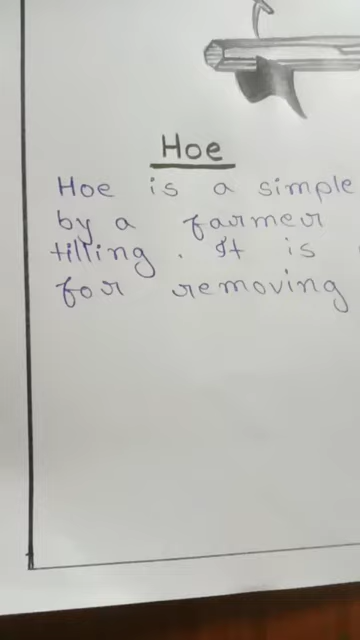 Hoe
Hoe is a simple
by a farmer
tilling. It is
for removing